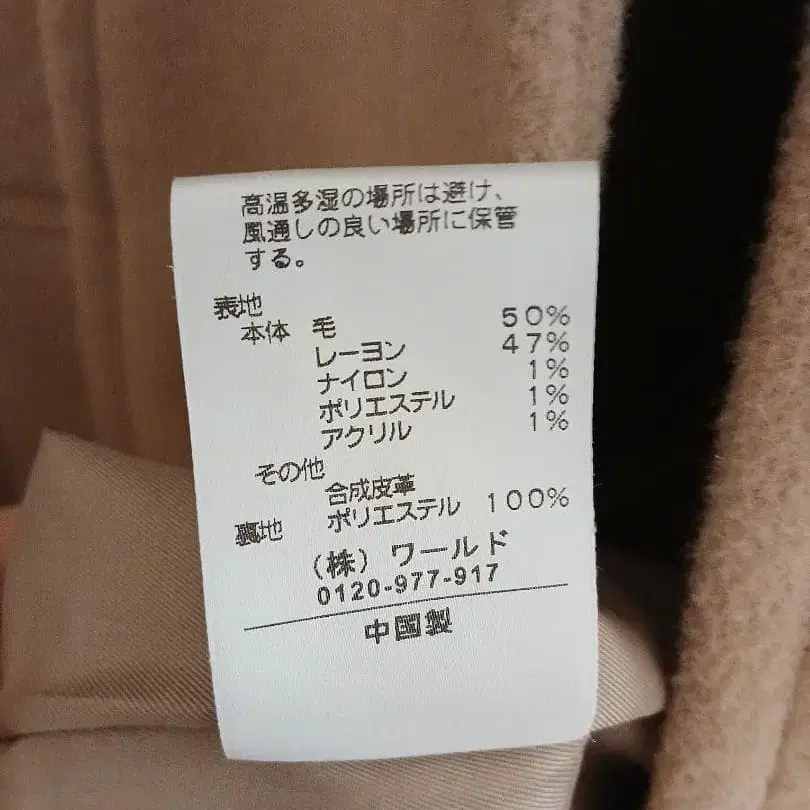 高温多湿の場所は避け、
風通しの良い場所に保管
する。
表地
本体 毛 50%
レーヨン 47%
ナイロン 1%
ポリエステル 1%
アクリル 1%
その他
合成皮革
裏地 ポリエステル 100%
(株) ワールド
0120-977-917
中国製